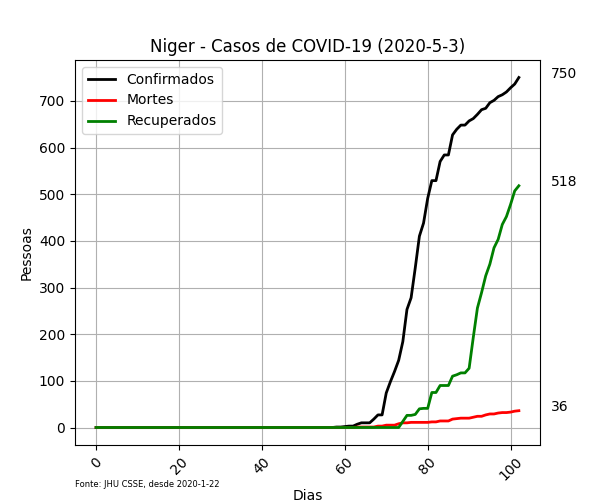 Niger - Casos de COVID-19 (2020-5-3)
Confirmados
Mortes
Recuperados
750
518
36
Pessoas
700
600
500
400
300
200
100
0
0 20 40 60 80 100
Fonte: JHU CSSE, desde 2020-1-22
Dias